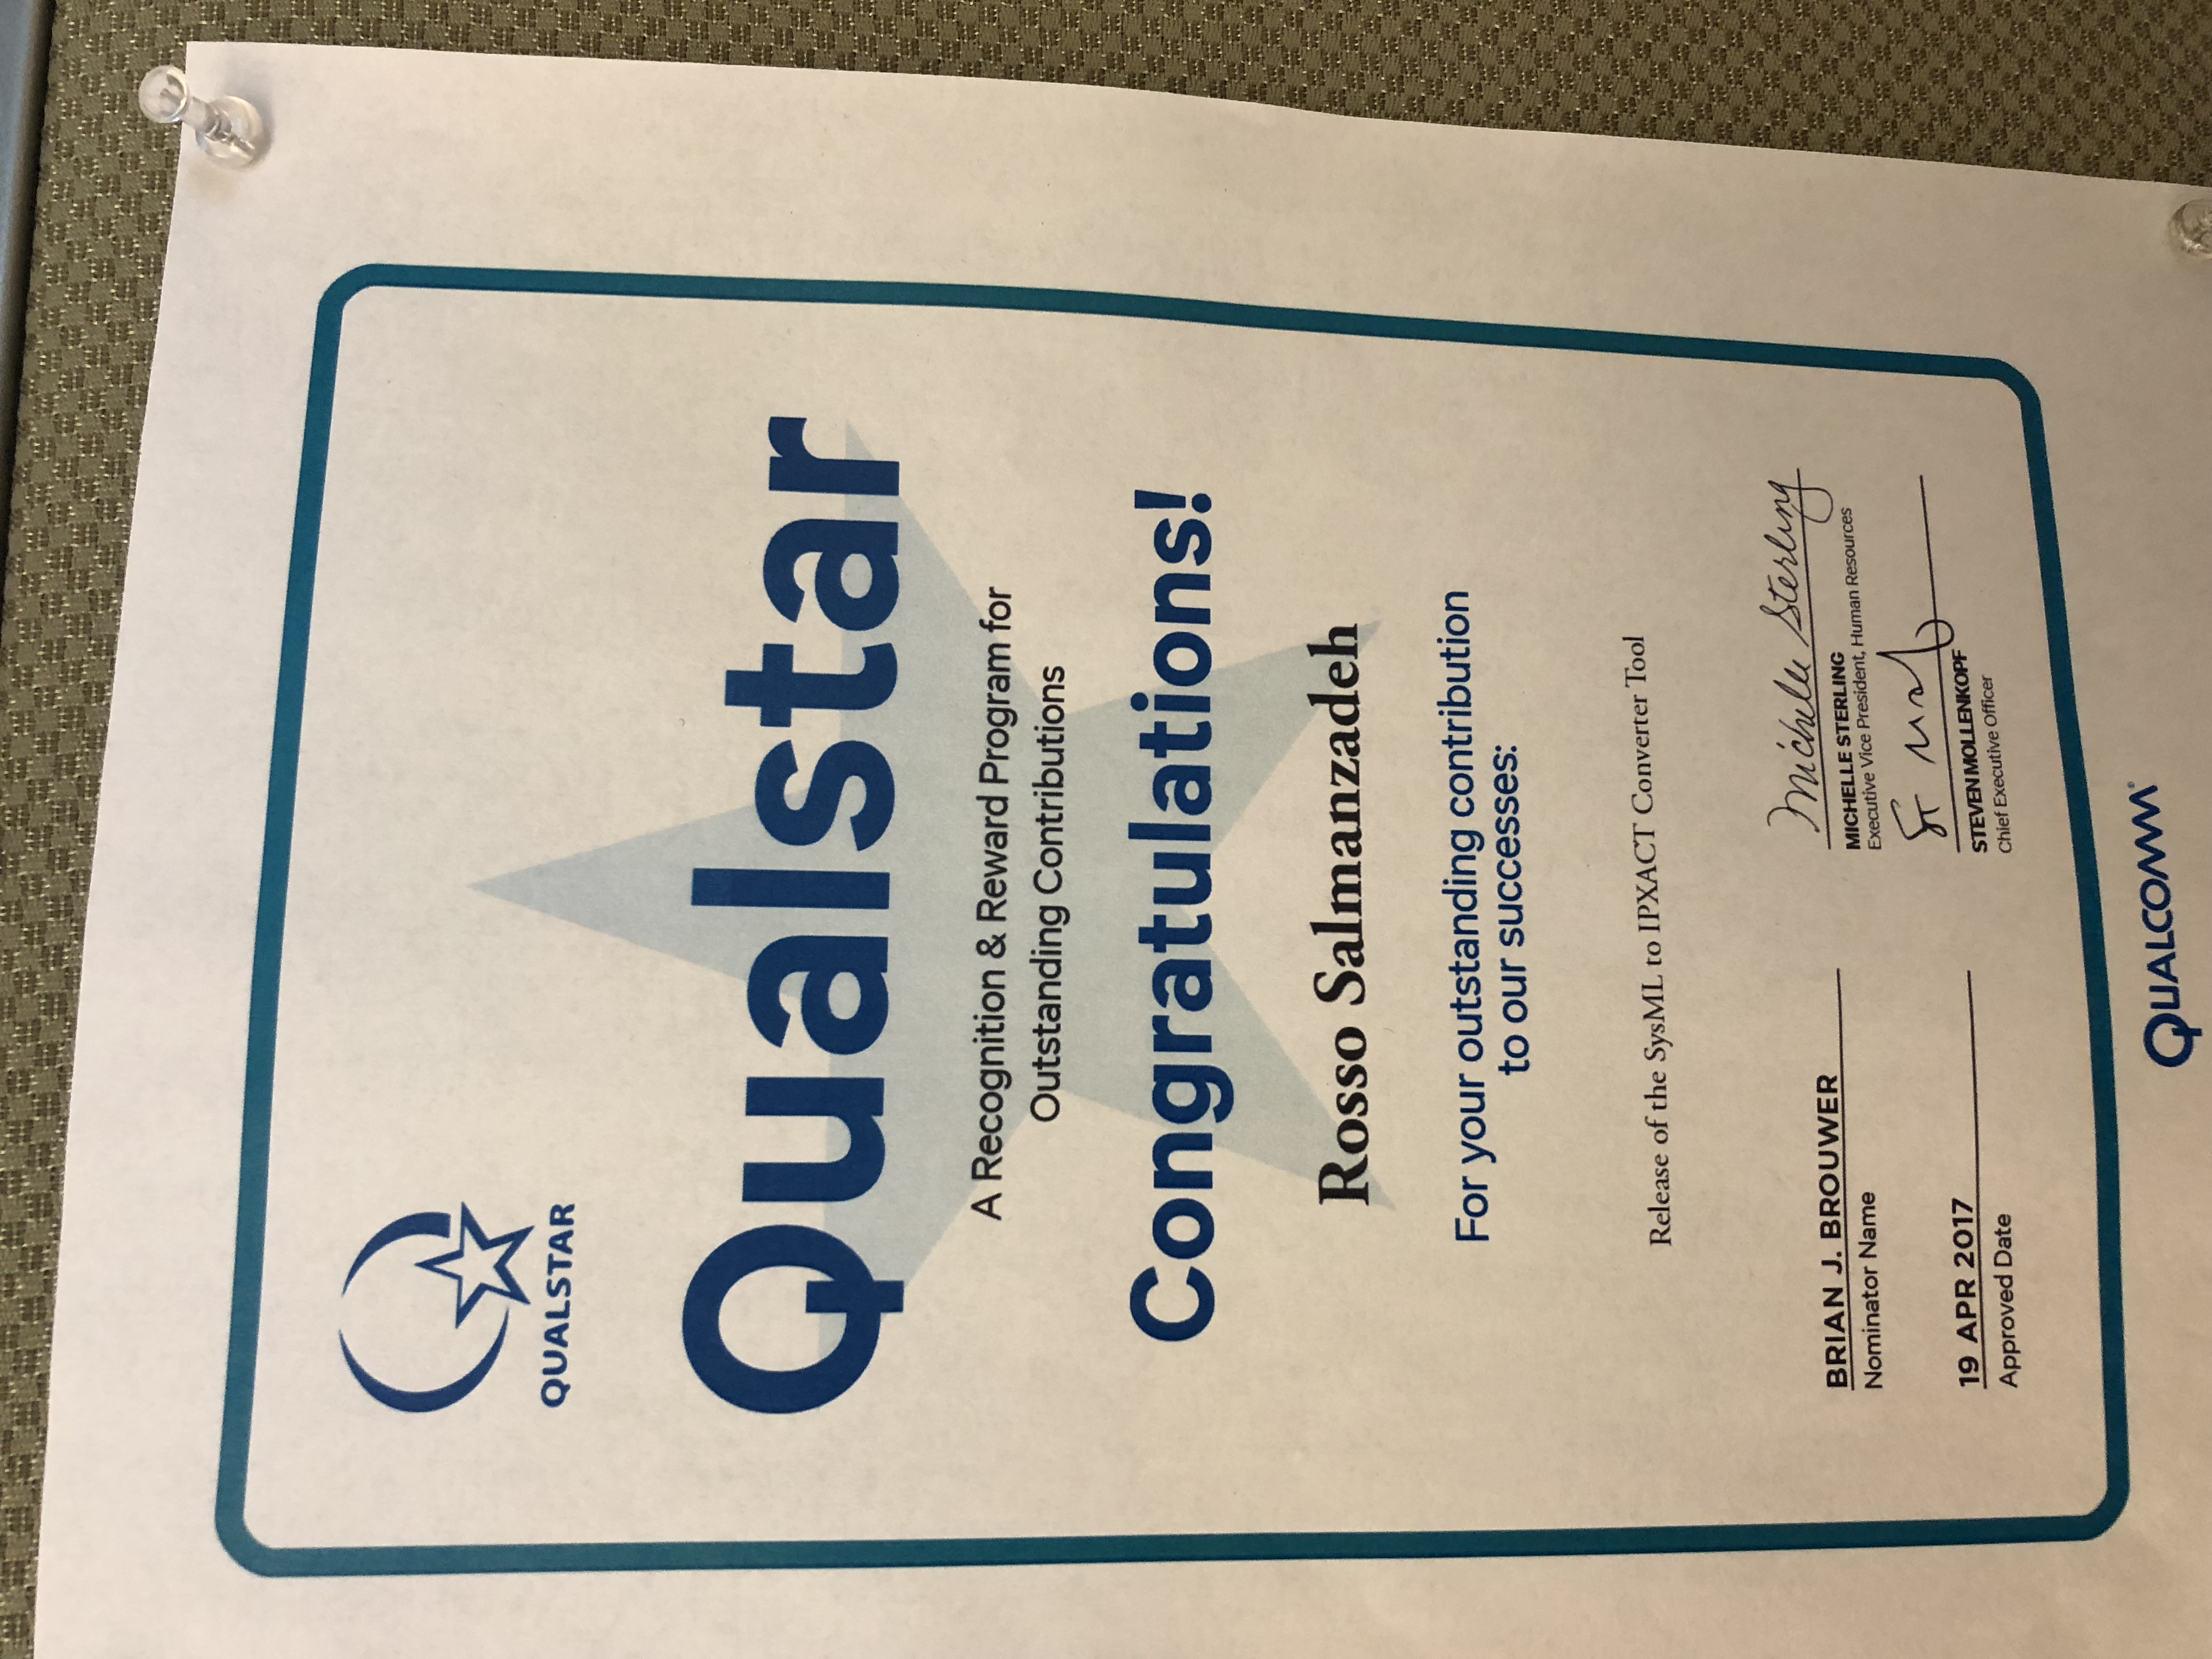 QUALSTAR
Qualstar
A Recognition & Reward Program for
Outstanding Contributions
Congratulations!
Rosso Salmanzadeh
For your outstanding contribution
to our successes:
Release of the SysML to IPXACT Converter Tool
BRIAN J. BROUWER
Nominator Name
19 APR 2017
Approved Date
Michelle Sterling
MICHELLE STERLING
Executive Vice President, Human Resources
STEVEN MOLLENKOPF
Chief Executive Officer
QUALCOMM®